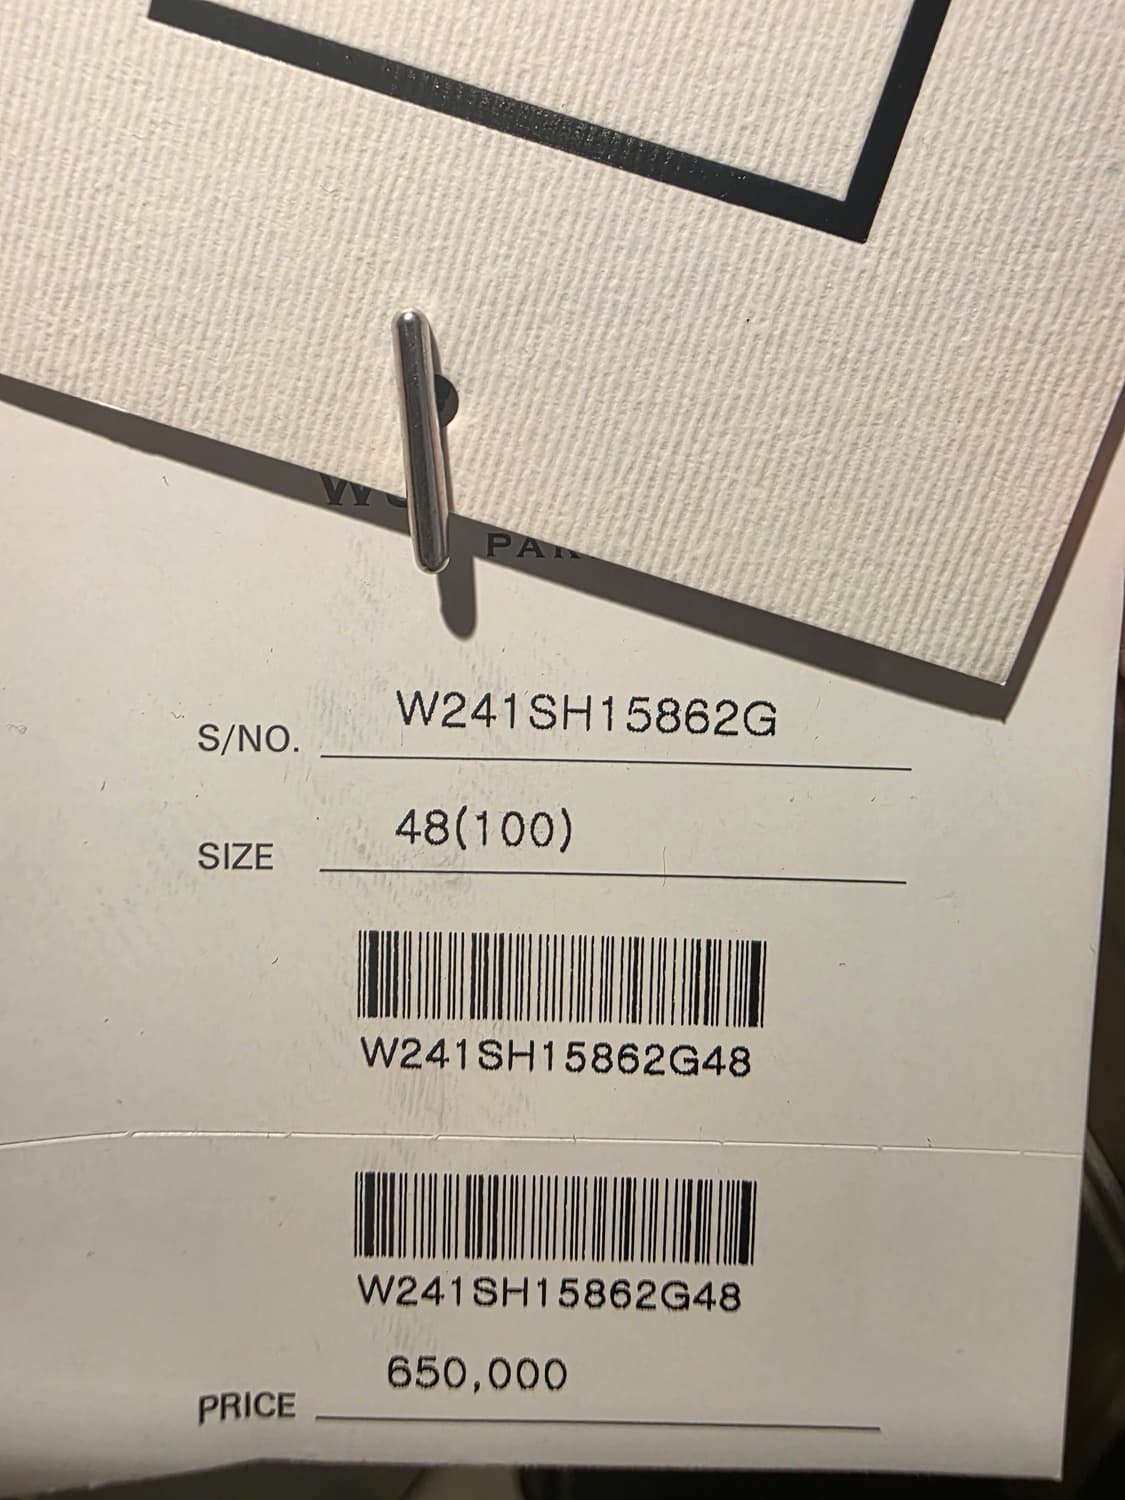 S/NO. W241SH15862G
SIZE 48(100)
W241SH15862G48
W241SH15862G48
PRICE 650,000